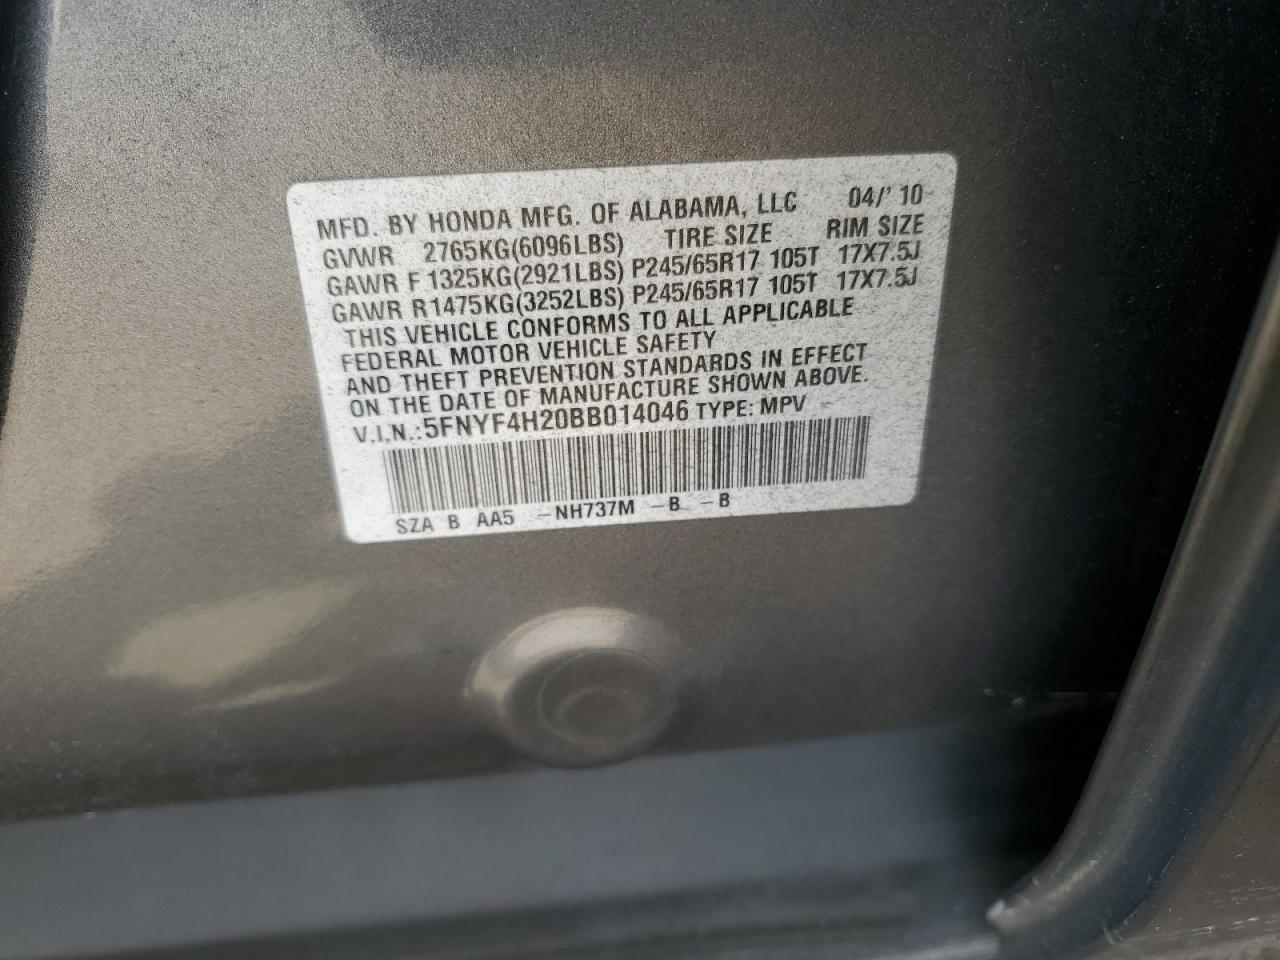 MFD. BY HONDA MFG. OF ALABAMA, LLC 04/' 10
GVWR 2765KG(6096LBS) TIRE SIZE RIM SIZE
GAWR F 1325KG(2921LBS) P245/65R17 105T 17X7.5J
GAWR R1475KG(3252LBS) P245/65R17 105T 17X7.5J
THIS VEHICLE CONFORMS TO ALL APPLICABLE
FEDERAL MOTOR VEHICLE SAFETY
AND THEFT PREVENTION STANDARDS IN EFFECT
ON THE DATE OF MANUFACTURE SHOWN ABOVE.
V.I.N.:5FNYF4H20BB014046 TYPE: MPV
SZA B AA5 -NH737M -B -B